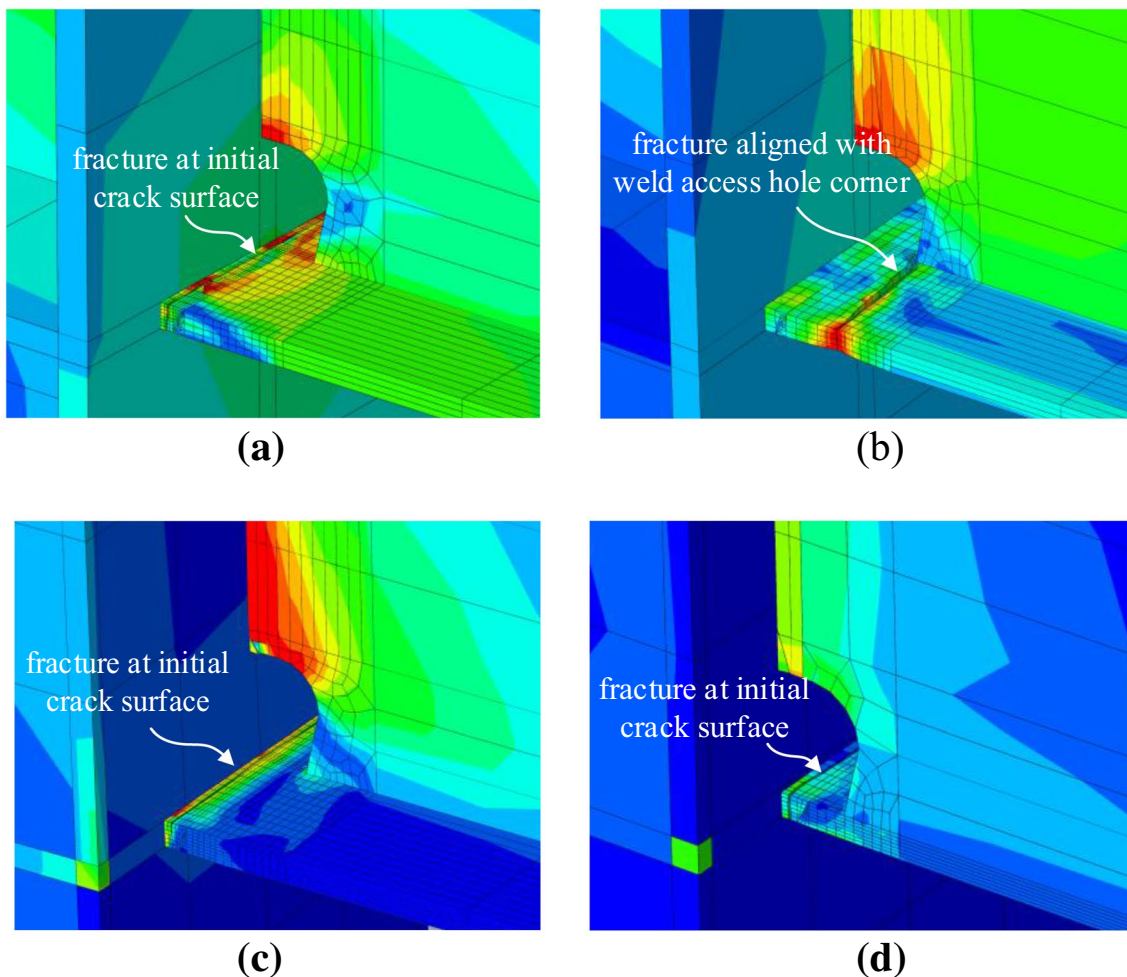 fracture at initial
crack surface
fracture aligned with
weld access hole corner
(a)
(b)
fracture at initial
crack surface
fracture at initial
crack surface
(c)
(d)